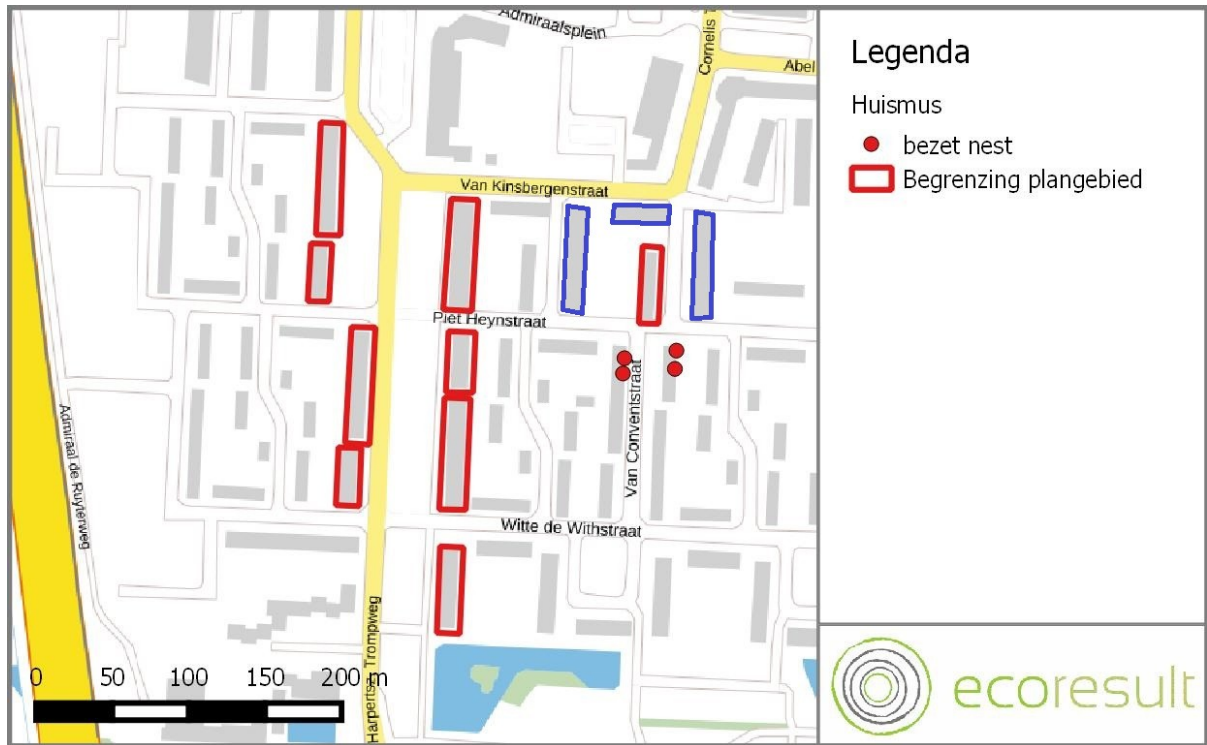 Admiraalsplein
Cornelis T
Abel
Van Kinsbergenstraat
Piet Heynstraat
Van Conventstraat
Witte de Withstraat
Admiraal de Ruyterweg
Harpertsz. Trompweg
0 50 100 150 200 m
Legenda
Huismus
bezet nest
Begrenzing plangebied
ecoresult